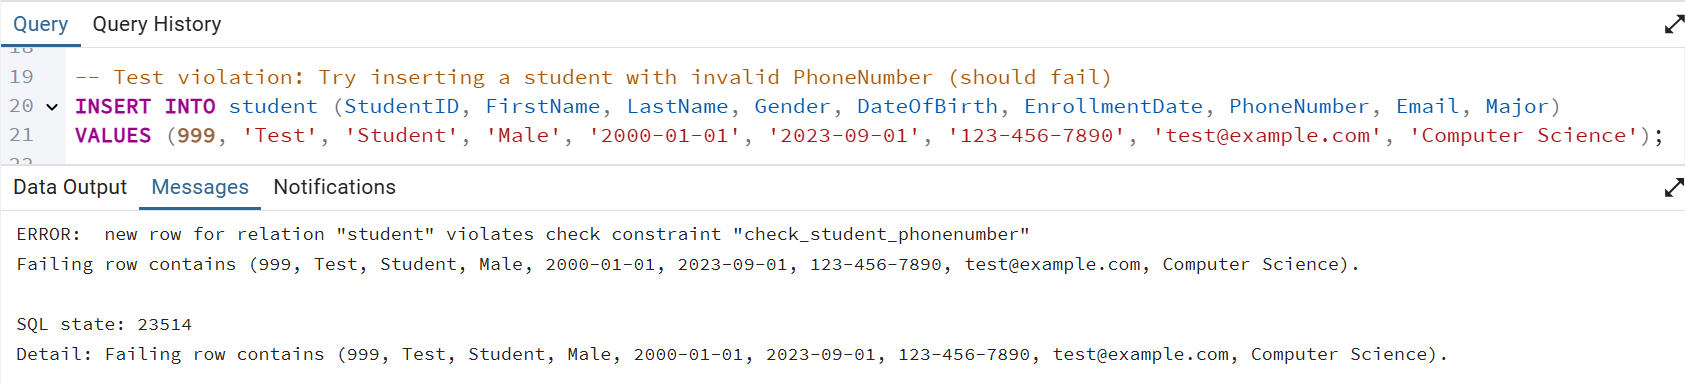 Query Query History
18
19 -- Test violation: Try inserting a student with invalid PhoneNumber (should fail)
20 INSERT INTO student (StudentID, FirstName, LastName, Gender, DateOfBirth, EnrollmentDate, PhoneNumber, Email, Major)
21 VALUES (999, 'Test', 'Student', 'Male', '2000-01-01', '2023-09-01', '123-456-7890', 'test@example.com', 'Computer Science');
22
Data Output Messages Notifications
ERROR:  new row for relation "student" violates check constraint "check_student_phonenumber"
Failing row contains (999, Test, Student, Male, 2000-01-01, 2023-09-01, 123-456-7890, test@example.com, Computer Science).
SQL state: 23514
Detail: Failing row contains (999, Test, Student, Male, 2000-01-01, 2023-09-01, 123-456-7890, test@example.com, Computer Science).